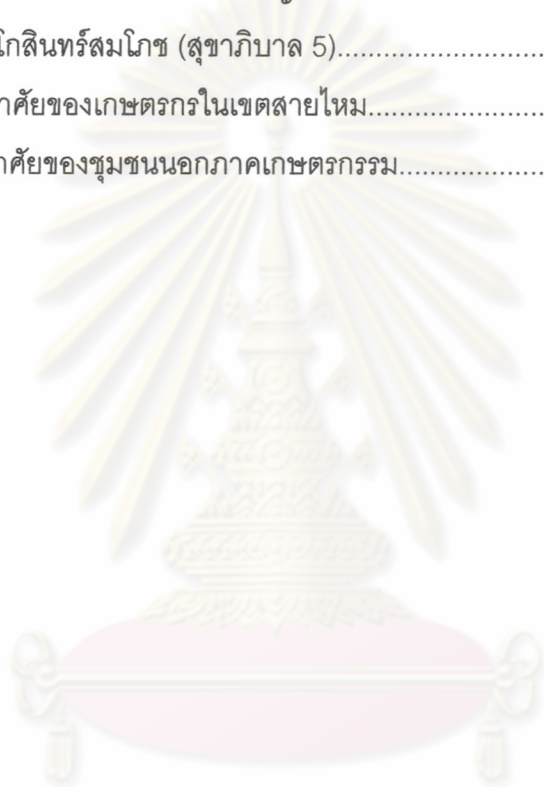 โกสินทร์สมโภช (สุขาภิบาล 5)........................
าศัยของเกษตรกรในเขตสายไหม........................
าศัยของชุมชนนอกภาคเกษตรกรรม....................